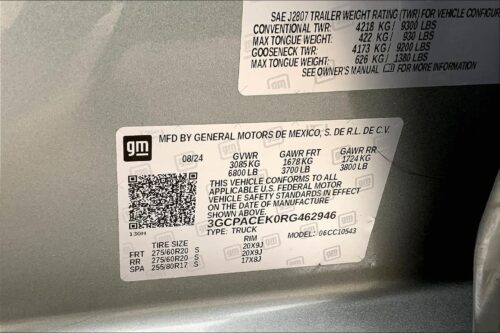 SAE J2807 TRAILER WEIGHT RATING (TWR) FOR VEHICLE CONFIGUR
CONVENTIONAL TWR: 4218 KG / 9300 LBS
MAX TONGUE WEIGHT: 422 KG / 930 LBS
GOOSENECK TWR: 4173 KG / 9200 LBS
MAX TONGUE WEIGHT: 626 KG / 1380 LBS
SEE OWNER'S MANUAL FOR MORE INFORMATION
gm
MFD BY GENERAL MOTORS DE MEXICO, S. DE R.L. DE C.V.
08/24 GVWR GAWR FRT GAWR RR
3085KG 1678 KG 1724 KG
6800 LB 3700 LB 3800 LB
THIS VEHICLE CONFORMS TO ALL
APPLICABLE U.S. FEDERAL MOTOR
VEHICLE SAFETY STANDARDS IN EFFECT
ON THE DATE OF MANUFACTURE SHOWN ABOVE.
3GCPACEK0RG462946
TYPE: TRUCK MODEL: 06CC10543
TIRE SIZE RIM
FRT 275/60R20 S 20X9J
RR 275/60R20 S 20X9J
SPA 255/80R17 S 17X8J